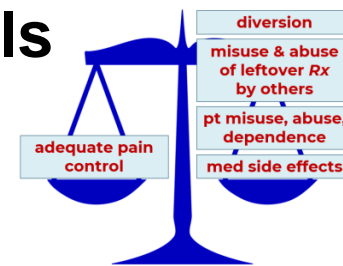 ls
diversion
misuse & abuse
of leftover Rx
by others
pt misuse, abuse,
dependence
med side effects
adequate pain
control